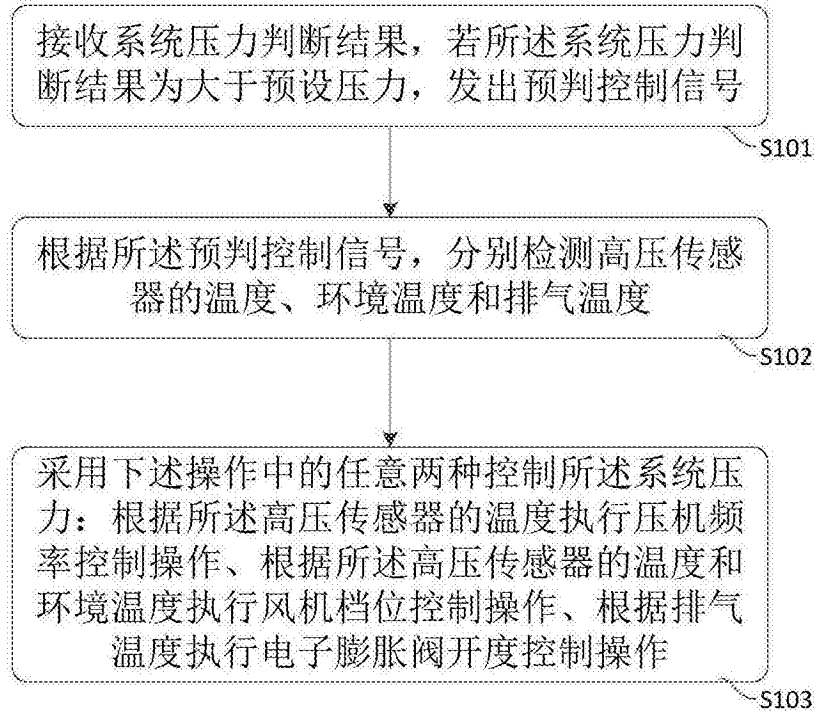 接收系统压力判断结果，若所述系统压力判
断结果为大于预设压力，发出预判控制信号
S101
根据所述预判控制信号，分别检测高压传感
器的温度、环境温度和排气温度
S102
采用下述操作中的任意两种控制所述系统压
力：根据所述高压传感器的温度执行压机频
率控制操作、根据所述高压传感器的温度和
环境温度执行风机档位控制操作、根据排气
温度执行电子膨胀阀开度控制操作
S103